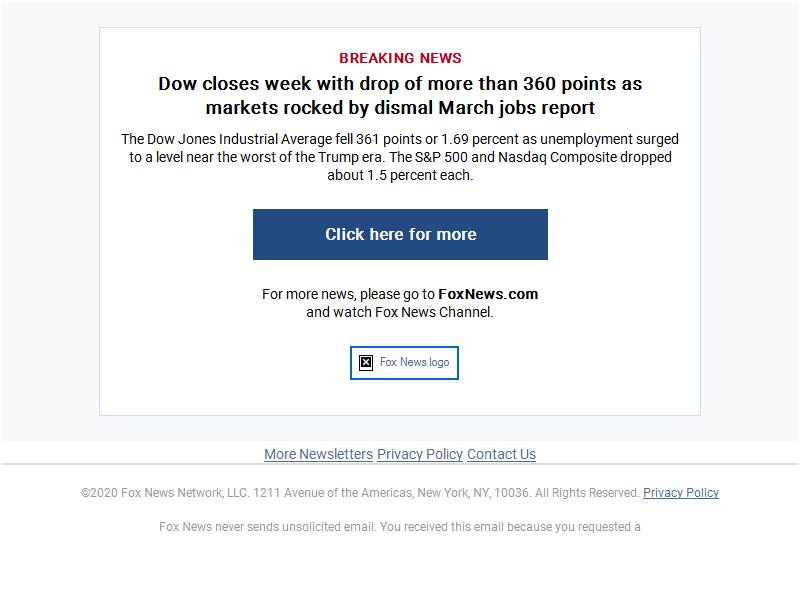 BREAKING NEWS
Dow closes week with drop of more than 360 points as
markets rocked by dismal March jobs report
The Dow Jones Industrial Average fell 361 points or 1.69 percent as unemployment surged
to a level near the worst of the Trump era. The S&P 500 and Nasdaq Composite dropped
about 1.5 percent each.
Click here for more
For more news, please go to FoxNews.com
and watch Fox News Channel.
Fox News logo
More Newsletters Privacy Policy Contact Us
©2020 Fox News Network, LLC. 1211 Avenue of the Americas, New York, NY, 10036. All Rights Reserved. Privacy Policy
Fox News never sends unsolicited email. You received this email because you requested a